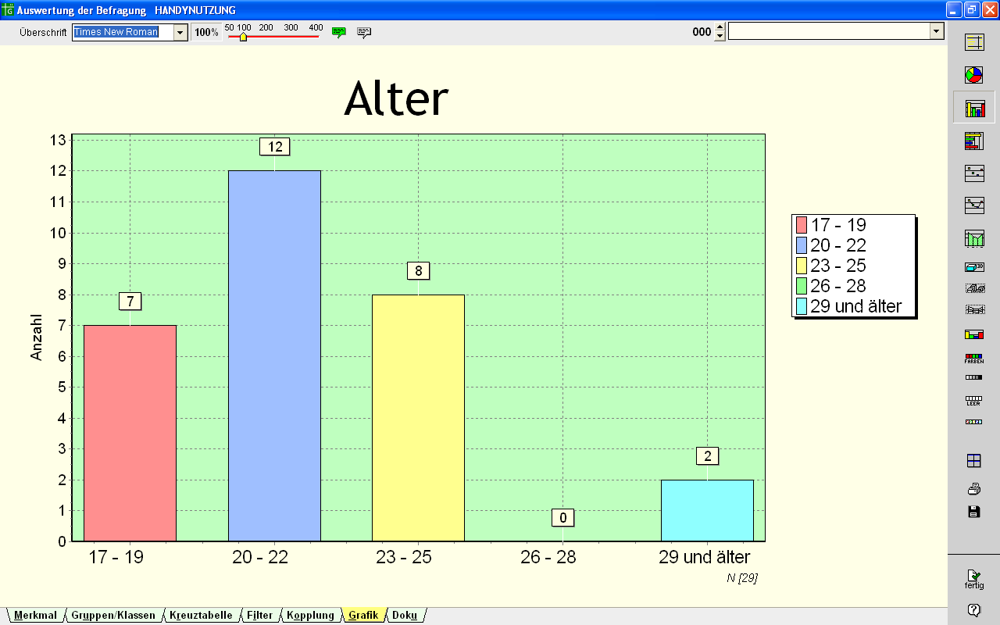 Auswertung der Befragung HANDYNUTZUNG
Überschrift Times New Roman 100% 50 100 200 300 400 000
Alter
13
12
11
10
9
8
7
6
5
4
3
2
1
0
Anzahl
7
12
8
0
2
17 - 19
20 - 22
23 - 25
26 - 28
29 und älter
17 - 19 20 - 22 23 - 25 26 - 28 29 und älter
N [29]
3D
FARBEN
LEER
fertig
Merkmal Gruppen/Klassen Kreuztabelle Filter Kopplung Grafik Doku